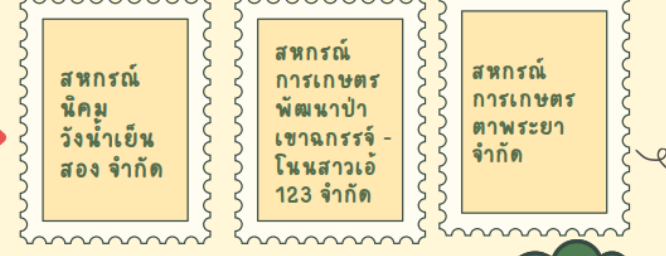 สหกรณ์
นิคม
วังน้ำเย็น
สอง จำกัด
สหกรณ์
การเกษตร
พัฒนาป่า
เขาฉกรรจ์ -
โนนสาวเอ้
123 จำกัด
สหกรณ์
การเกษตร
ตาพระยา
จำกัด